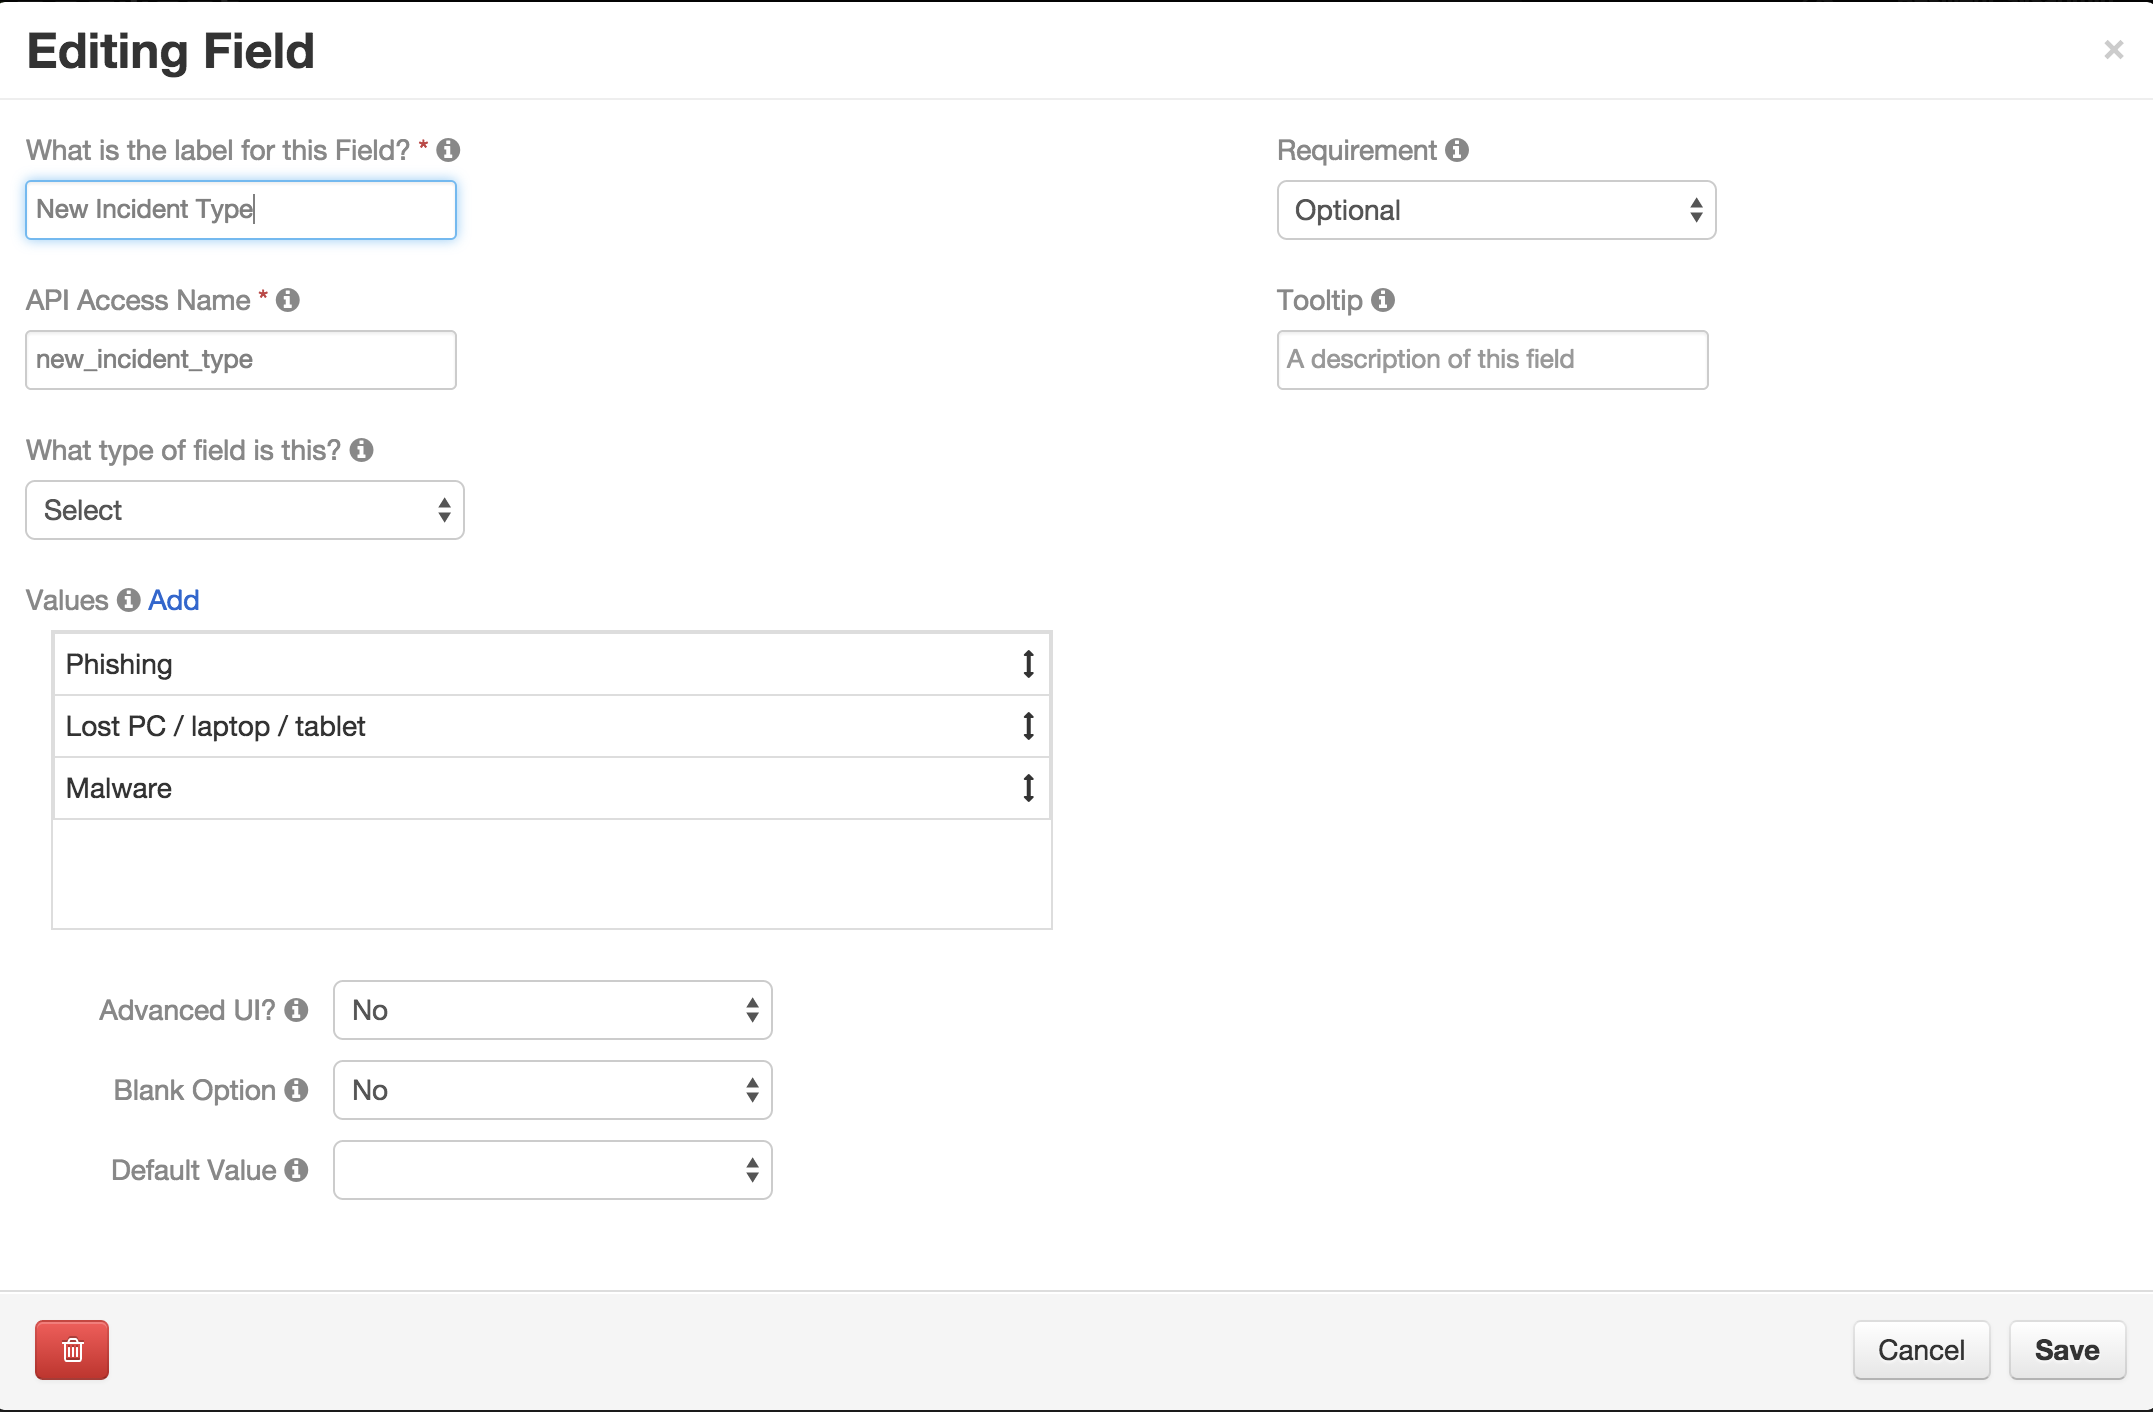 Editing Field
×
What is the label for this Field? *
New Incident Type
API Access Name *
new_incident_type
What type of field is this?
Select
Values Add
Phishing
Lost PC / laptop / tablet
Malware
Advanced UI? No
Blank Option No
Default Value
Requirement
Optional
Tooltip
A description of this field
Cancel
Save